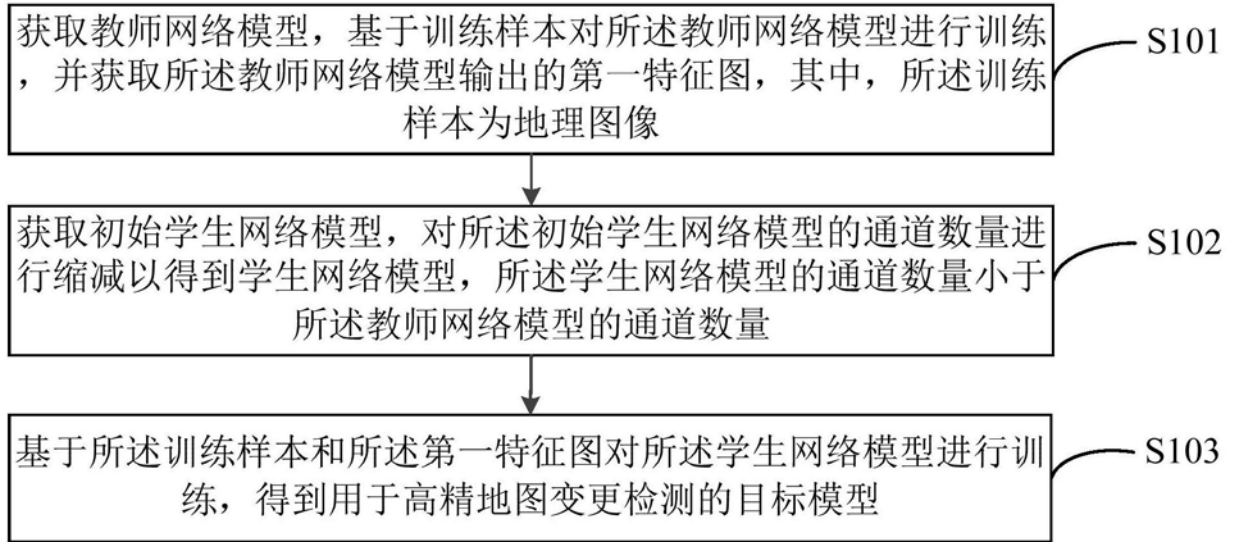 获取教师网络模型，基于训练样本对所述教师网络模型进行训练
，并获取所述教师网络模型输出的第一特征图，其中，所述训练
样本为地理图像
S101
获取初始学生网络模型，对所述初始学生网络模型的通道数量进
行缩减以得到学生网络模型，所述学生网络模型的通道数量小于
所述教师网络模型的通道数量
S102
基于所述训练样本和所述第一特征图对所述学生网络模型进行训
练，得到用于高精地图变更检测的目标模型
S103